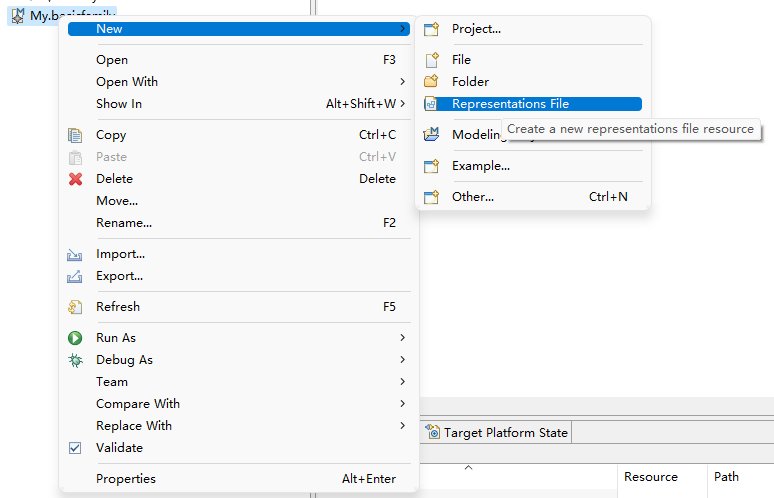 My.basicfamily
New
Project...
Open F3
File
Open With
Folder
Show In Alt+Shift+W
Representations File
Create a new representations file resource
Copy Ctrl+C
Modeling
Paste Ctrl+V
Example...
Delete Delete
Move...
Other... Ctrl+N
Rename... F2
Import...
Export...
Refresh F5
Run As
Debug As
Team
Compare With
Replace With
Target Platform State
Validate
Properties Alt+Enter
Resource Path